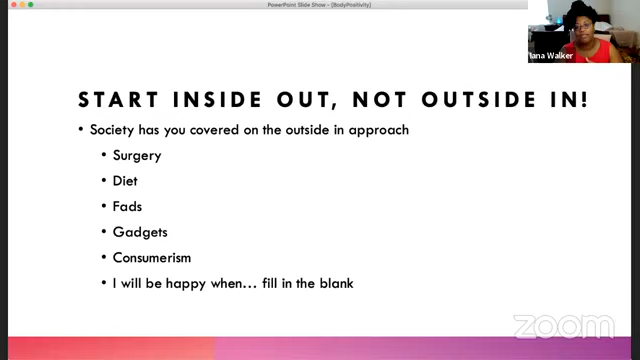 PowerPoint Slide Show - [BodyPositivity]
iana Walker
START INSIDE OUT, NOT OUTSIDE IN!
• Society has you covered on the outside in approach
• Surgery
• Diet
• Fads
• Gadgets
• Consumerism
• I will be happy when... fill in the blank
zoom